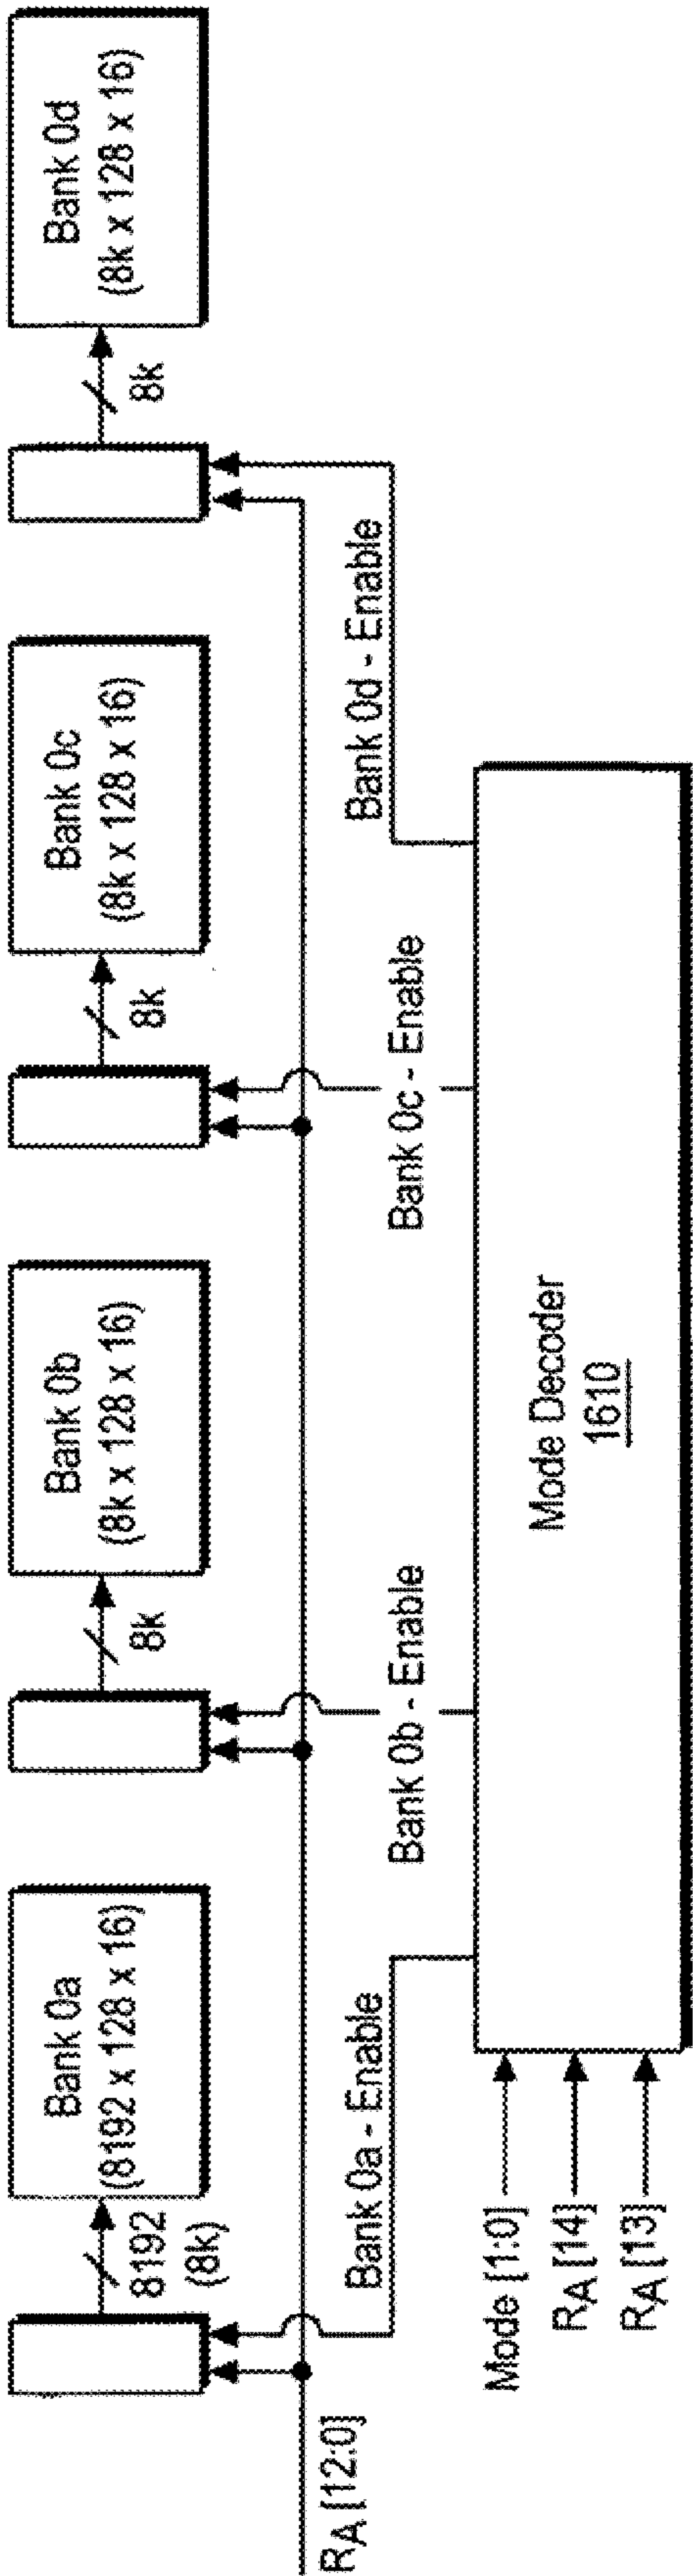 Bank 0a
(8192 x 128 x 16)
Bank 0b
(8k x 128 x 16)
Bank 0c
(8k x 128 x 16)
Bank 0d
(8k x 128 x 16)
8192
(8k)
8k
8k
8k
RA [12:0]
Bank 0a - Enable
Bank 0b - Enable
Bank 0c - Enable
Bank 0d - Enable
Mode [1:0]
RA [14]
RA [13]
Mode Decoder
1610